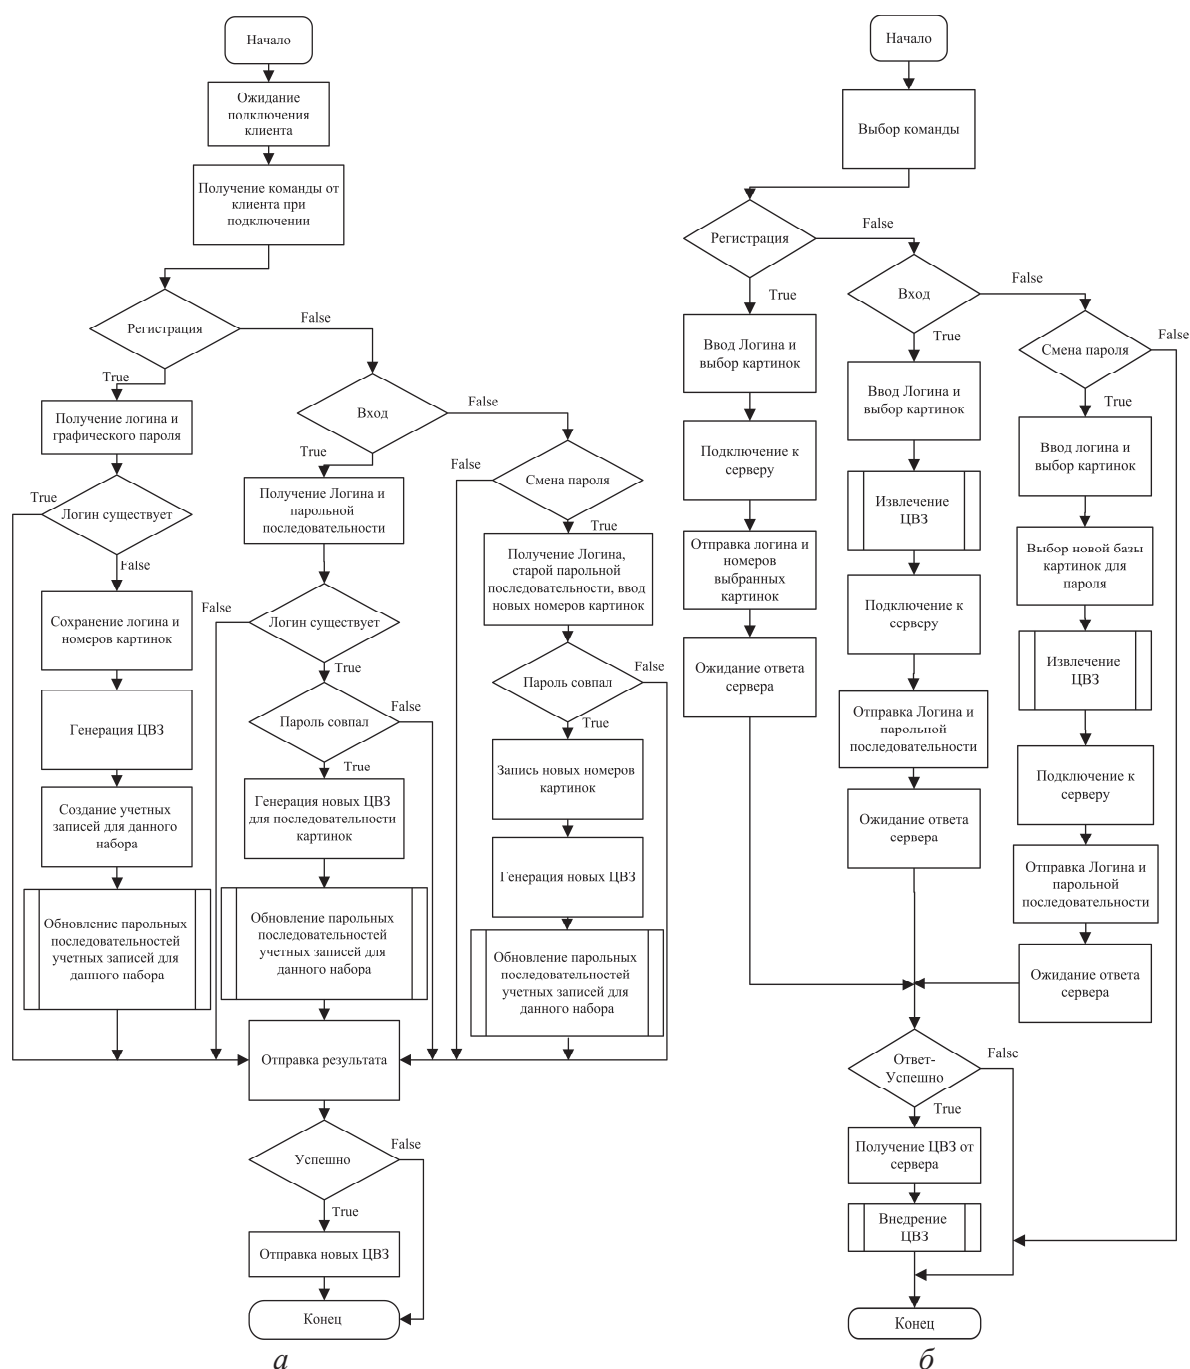 Начало
Ожидание
подключения
клиента
Получение команды от
клиента при
подключении
Регистрация
False
True
Получение логина и
графического пароля
Вход
False
True
True
Логин существует
False
Получение Логина и
парольной
последовательности
False
Смена пароля
True
Получение Логина,
старой парольной
последовательности, ввод
новых номеров картинок
Сохранение логина и
номеров картинок
False
Логин существует
True
Пароль совпал
False
True
Генерация ЦВЗ
Пароль совпал
False
True
Запись новых номеров
картинок
Создание учетных
записей для данного
набора
Генерация новых ЦВЗ
для последовательности
картинок
Генерация новых ЦВЗ
Обновление парольных
последовательностей
учетных записей для
данного набора
Обновление парольных
последовательностей
учетных записей для
данного набора
Обновление парольных
последовательностей
учетных записей для
данного набора
Отправка результата
Успешно
False
True
Отправка новых ЦВЗ
Конец
а
Начало
Выбор команды
Регистрация
False
True
Вход
False
True
Смена пароля
False
True
Ввод Логина и
выбор картинок
Ввод Логина и
выбор картинок
Ввод логина и
выбор картинок
Подключение к
серверу
Извлечение
ЦВЗ
Выбор новой базы
картинок для
пароля
Отправка логина и
номеров
выбранных
картинок
Подключение к
серверу
Извлечение
ЦВЗ
Ожидание ответа
сервера
Отправка Логина и
парольной
последовательности
Подключение к
серверу
Ожидание ответа
сервера
Отправка Логина и
парольной
последовательности
Ожидание ответа
сервера
Ответ-
Успешно
False
True
Получение ЦВЗ от
сервера
Внедрение
ЦВЗ
Конец
б